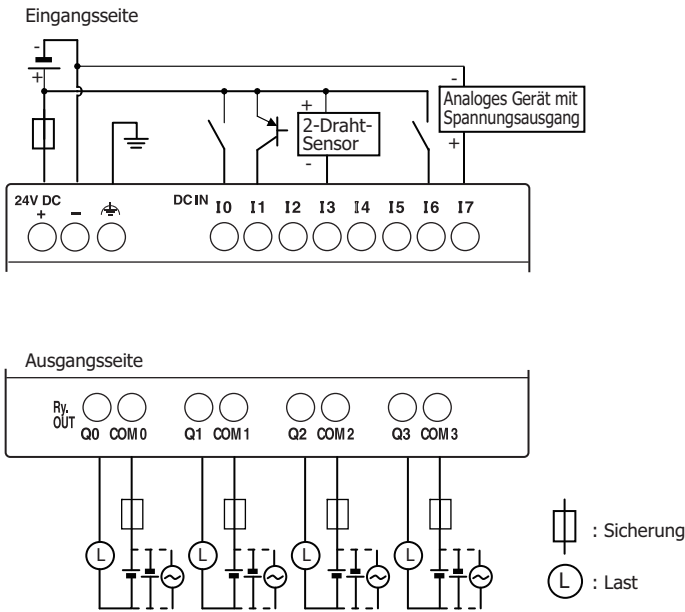 Eingangsseite
-
+
-
+
2-Draht-
Sensor
-
Analoges Gerät mit
Spannungsausgang
+
24V DC
+ −
DC IN I0 I1 I2 I3 I4 I5 I6 I7
Ausgangsseite
Ry.
OUT
Q0 COM0 Q1 COM1 Q2 COM2 Q3 COM3
L L L L
: Sicherung
L : Last